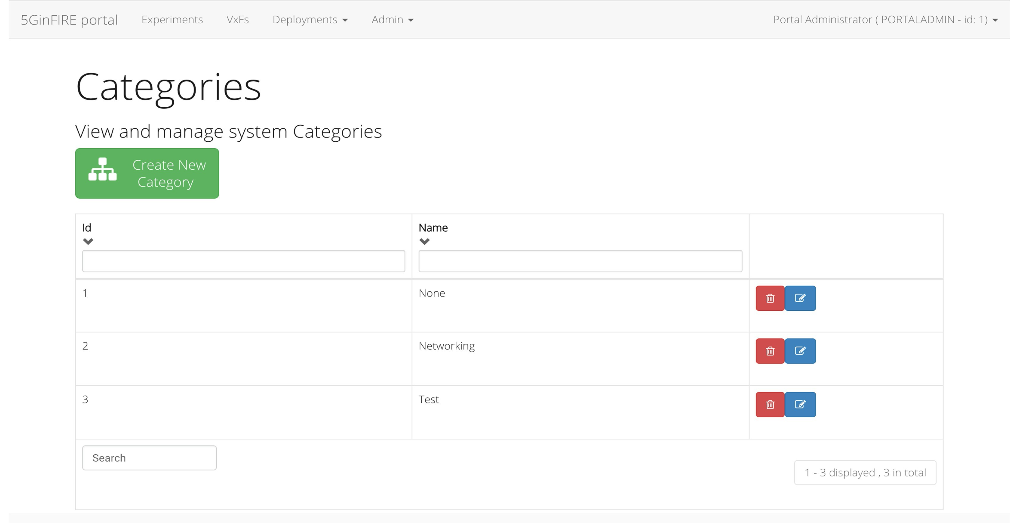 5GinFIRE portal Experiments VxFs Deployments Admin Portal Administrator ( PORTALADMIN - id: 1)
Categories
View and manage system Categories
Create New
Category
Id Name
1 None
2 Networking
3 Test
Search
1 - 3 displayed , 3 in total